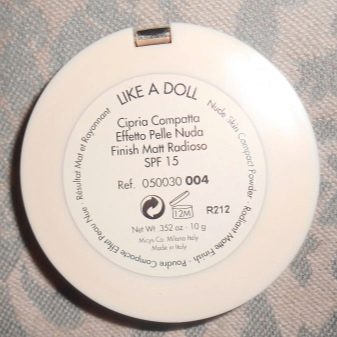 LIKE A DOLL
Cipria Compatta
Effetto Pelle Nuda
Finish Matt Radioso
SPF 15
Ref. 050030 004
12M
R212
Net Wt. .352 oz - 10 g
Micys Co. Milano Italy
Made in Italy
Nude Skin Compact Powder - Radiant Matte Finish - Poudre Compacte Effet Peau Nue - Résultat Mat et Rayonnant